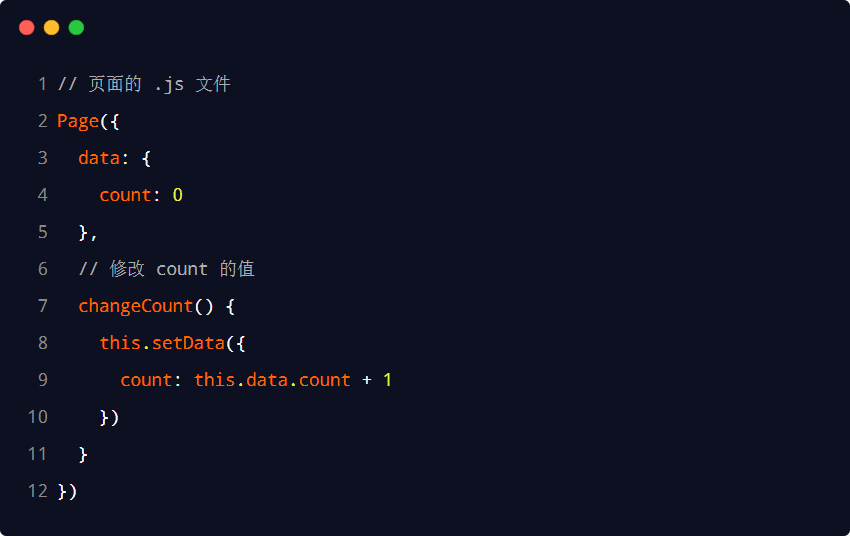 1 // 页面的 .js 文件
2 Page({
3   data: {
4     count: 0
5   },
6   // 修改 count 的值
7   changeCount() {
8     this.setData({
9       count: this.data.count + 1
10     })
11   }
12 })